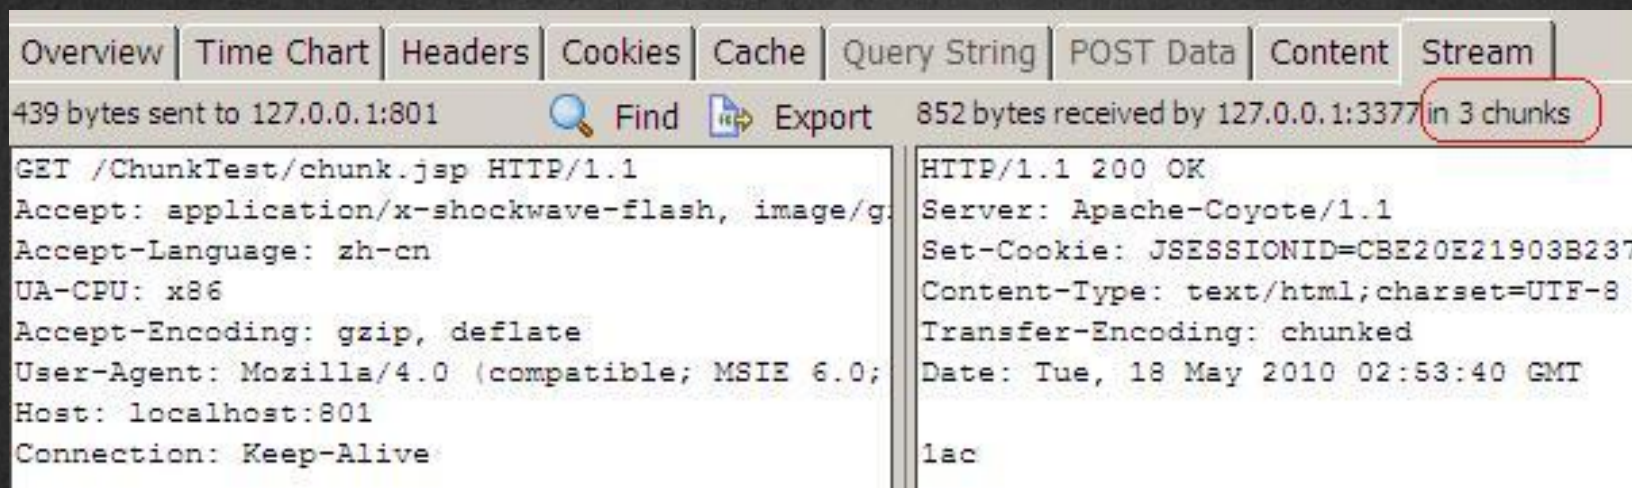 Overview Time Chart Headers Cookies Cache Query String POST Data Content Stream
439 bytes sent to 127.0.0.1:801 Find Export 852 bytes received by 127.0.0.1:3377 in 3 chunks
GET /ChunkTest/chunk.jsp HTTP/1.1
Accept: application/x-shockwave-flash, image/g
Accept-Language: zh-cn
UA-CPU: x86
Accept-Encoding: gzip, deflate
User-Agent: Mozilla/4.0 (compatible; MSIE 6.0;
Host: localhost:801
Connection: Keep-Alive
HTTP/1.1 200 OK
Server: Apache-Coyote/1.1
Set-Cookie: JSESSIONID=CBE20E21903B237
Content-Type: text/html;charset=UTF-8
Transfer-Encoding: chunked
Date: Tue, 18 May 2010 02:53:40 GMT
1ac